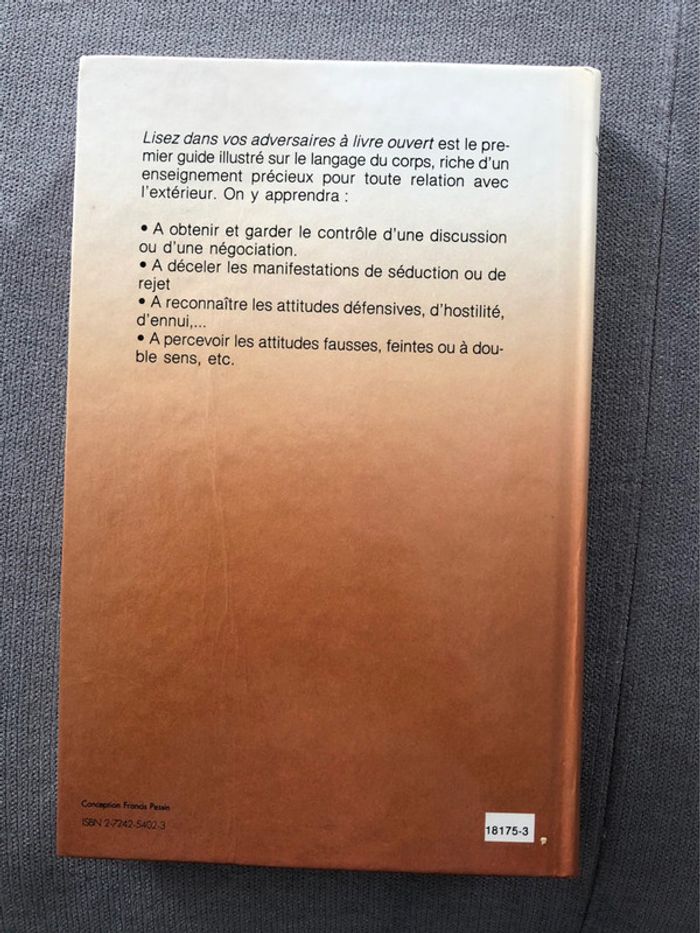 Lisez dans vos adversaires à livre ouvert est le pre-
mier guide illustré sur le langage du corps, riche d'un
enseignement précieux pour toute relation avec
l'extérieur. On y apprendra :
• A obtenir et garder le contrôle d'une discussion
ou d'une négociation.
• A déceler les manifestations de séduction ou de
rejet
• A reconnaître les attitudes défensives, d'hostilité,
d'ennui,...
• A percevoir les attitudes fausses, feintes ou à dou-
ble sens, etc.
Conception Francis Pessin
ISBN 2-7242-5402-3
18175-3